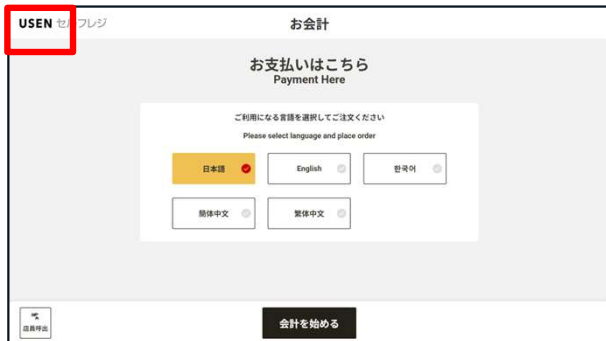 USEN セルフレジ
お会計
お支払いはこちら
Payment Here
ご利用になる言語を選択してご注文ください
Please select language and place order
日本語
English
한국어
簡体中文
繁体中文
店員呼出
会計を始める